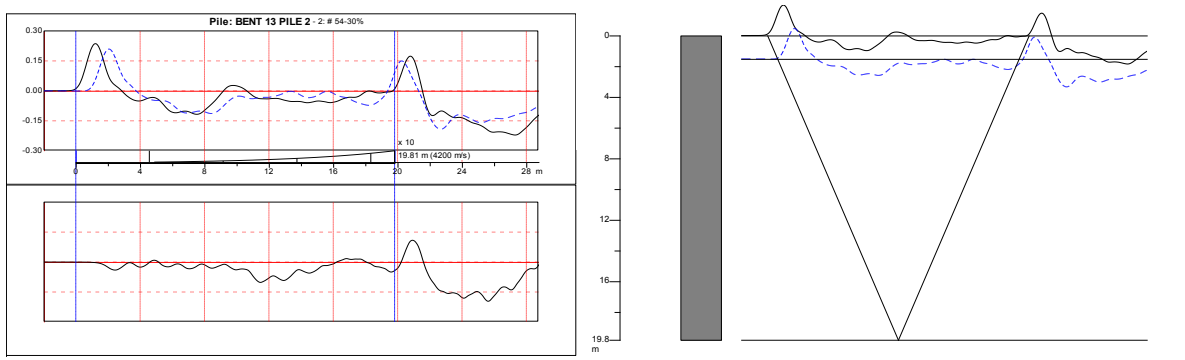 Pile: BENT 13 PILE 2 - 2: # 54-30%
0.30
0.15
0.00
-0.15
-0.30
x 10
19.81 m (4200 m/s)
0 4 8 12 16 20 24 28 m
0
4
8
12
16
19.8
m